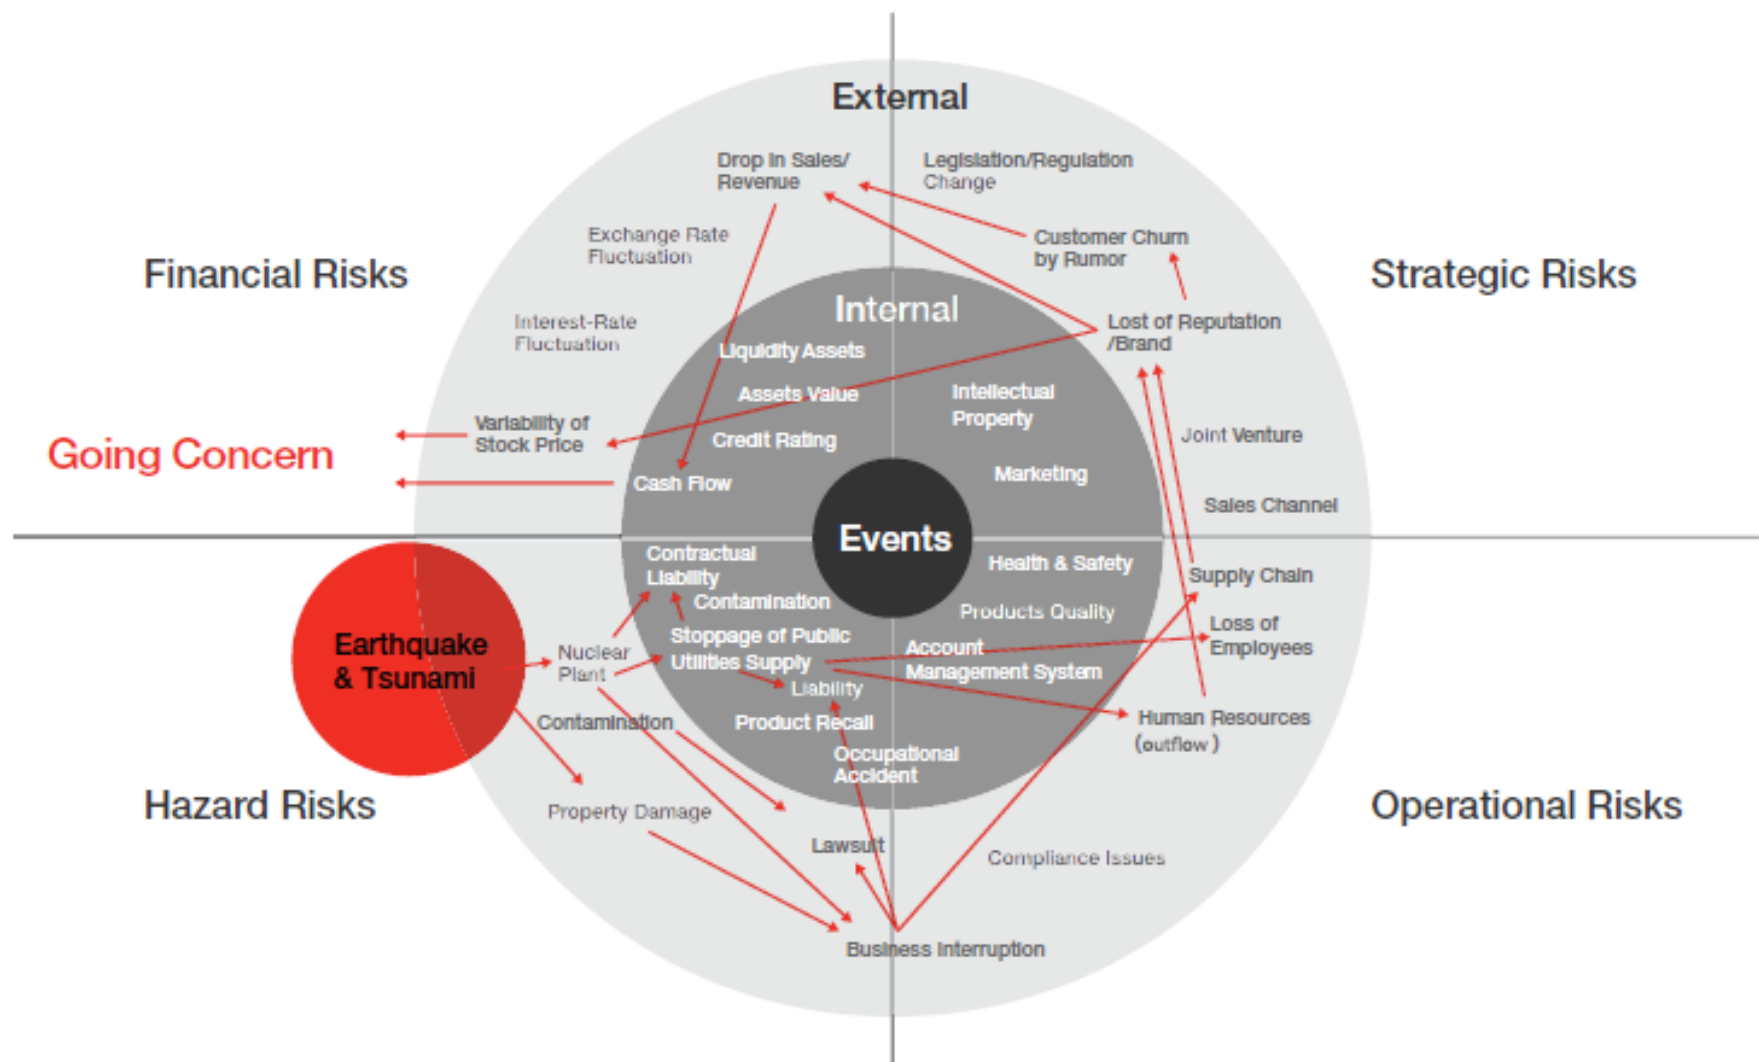 External
Drop in Sales/
Revenue
Legislation/Regulation
Change
Exchange Rate
Fluctuation
Customer Churn
by Rumor
Financial Risks
Strategic Risks
Internal
Interest-Rate
Fluctuation
Lost of Reputation
/Brand
Liquidity Assets
Assets Value
Intellectual
Property
Variability of
Stock Price
Credit Rating
Joint Venture
Going Concern
Cash Flow
Marketing
Sales Channel
Events
Contractual
Liability
Health & Safety
Supply Chain
Contamination
Products Quality
Earthquake
& Tsunami
Nuclear
Plant
Stoppage of Public
Utilities Supply
Account
Management System
Loss of
Employees
Liability
Contamination
Product Recall
Human Resources
(outflow)
Occupational
Accident
Hazard Risks
Property Damage
Operational Risks
Lawsuit
Compliance Issues
Business Interruption